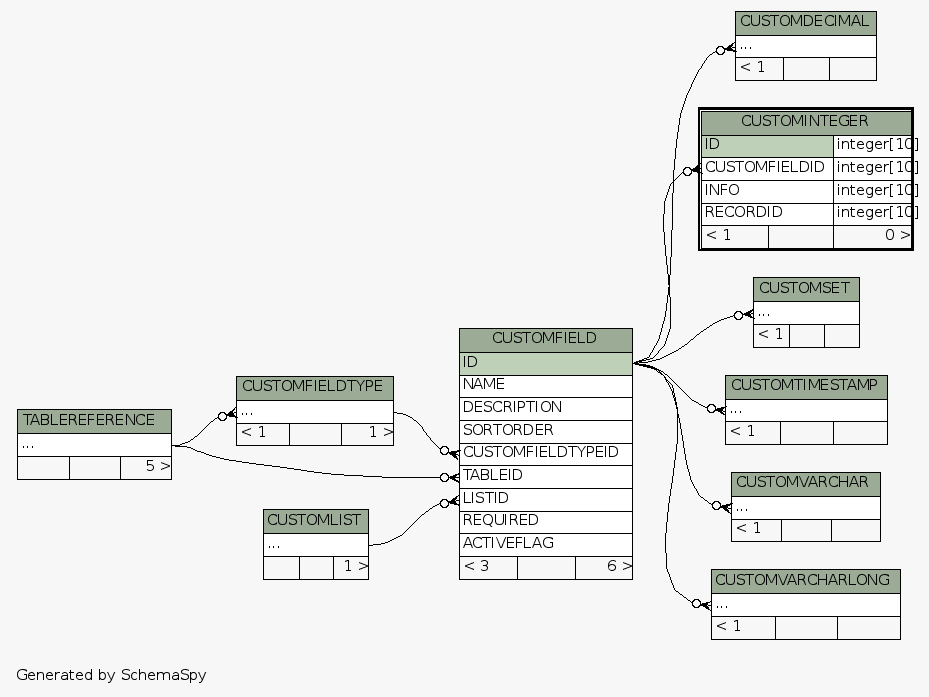 CUSTOMDECIMAL
...
< 1
CUSTOMINTEGER
ID integer[10]
CUSTOMFIELDID integer[10]
INFO integer[10]
RECORDID integer[10]
< 1 0 >
CUSTOMSET
...
< 1
CUSTOMFIELD
ID
NAME
DESCRIPTION
SORTORDER
CUSTOMFIELDTYPEID
TABLEID
LISTID
REQUIRED
ACTIVEFLAG
< 3 6 >
CUSTOMFIELDTYPE
...
< 1 1 >
TABLEREFERENCE
...
5 >
CUSTOMLIST
...
1 >
CUSTOMTIMESTAMP
...
< 1
CUSTOMVARCHAR
...
< 1
CUSTOMVARCHARLONG
...
< 1
Generated by SchemaSpy